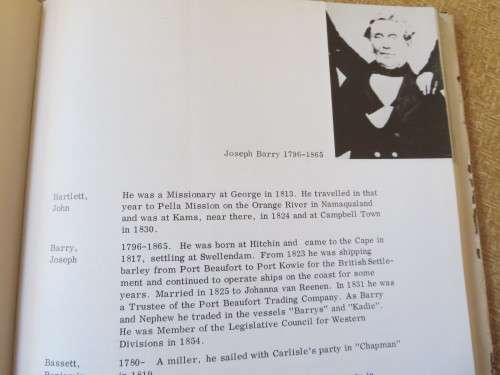 Joseph Barry 1796-1865
Bartlett, John
He was a Missionary at George in 1813. He travelled in that
year to Pella Mission on the Orange River in Namaqualand
and was at Kams, near there, in 1824 and at Campbell Town
in 1830.
Barry, Joseph
1796-1865. He was born at Hitchin and came to the Cape in
1817, settling at Swellendam. From 1823 he was shipping
barley from Port Beaufort to Port Kowie for the British Settle-
ment and continued to operate ships on the coast for some
years. Married in 1825 to Johanna van Reenen. In 1831 he was
a Trustee of the Port Beaufort Trading Company. As Barry
and Nephew he traded in the vessels "Barrys" and "Kadie".
He was Member of the Legislative Council for Western
Divisions in 1854.
Bassett,
1780- A miller, he sailed with Carlisle's party in "Chapman"
in 1819